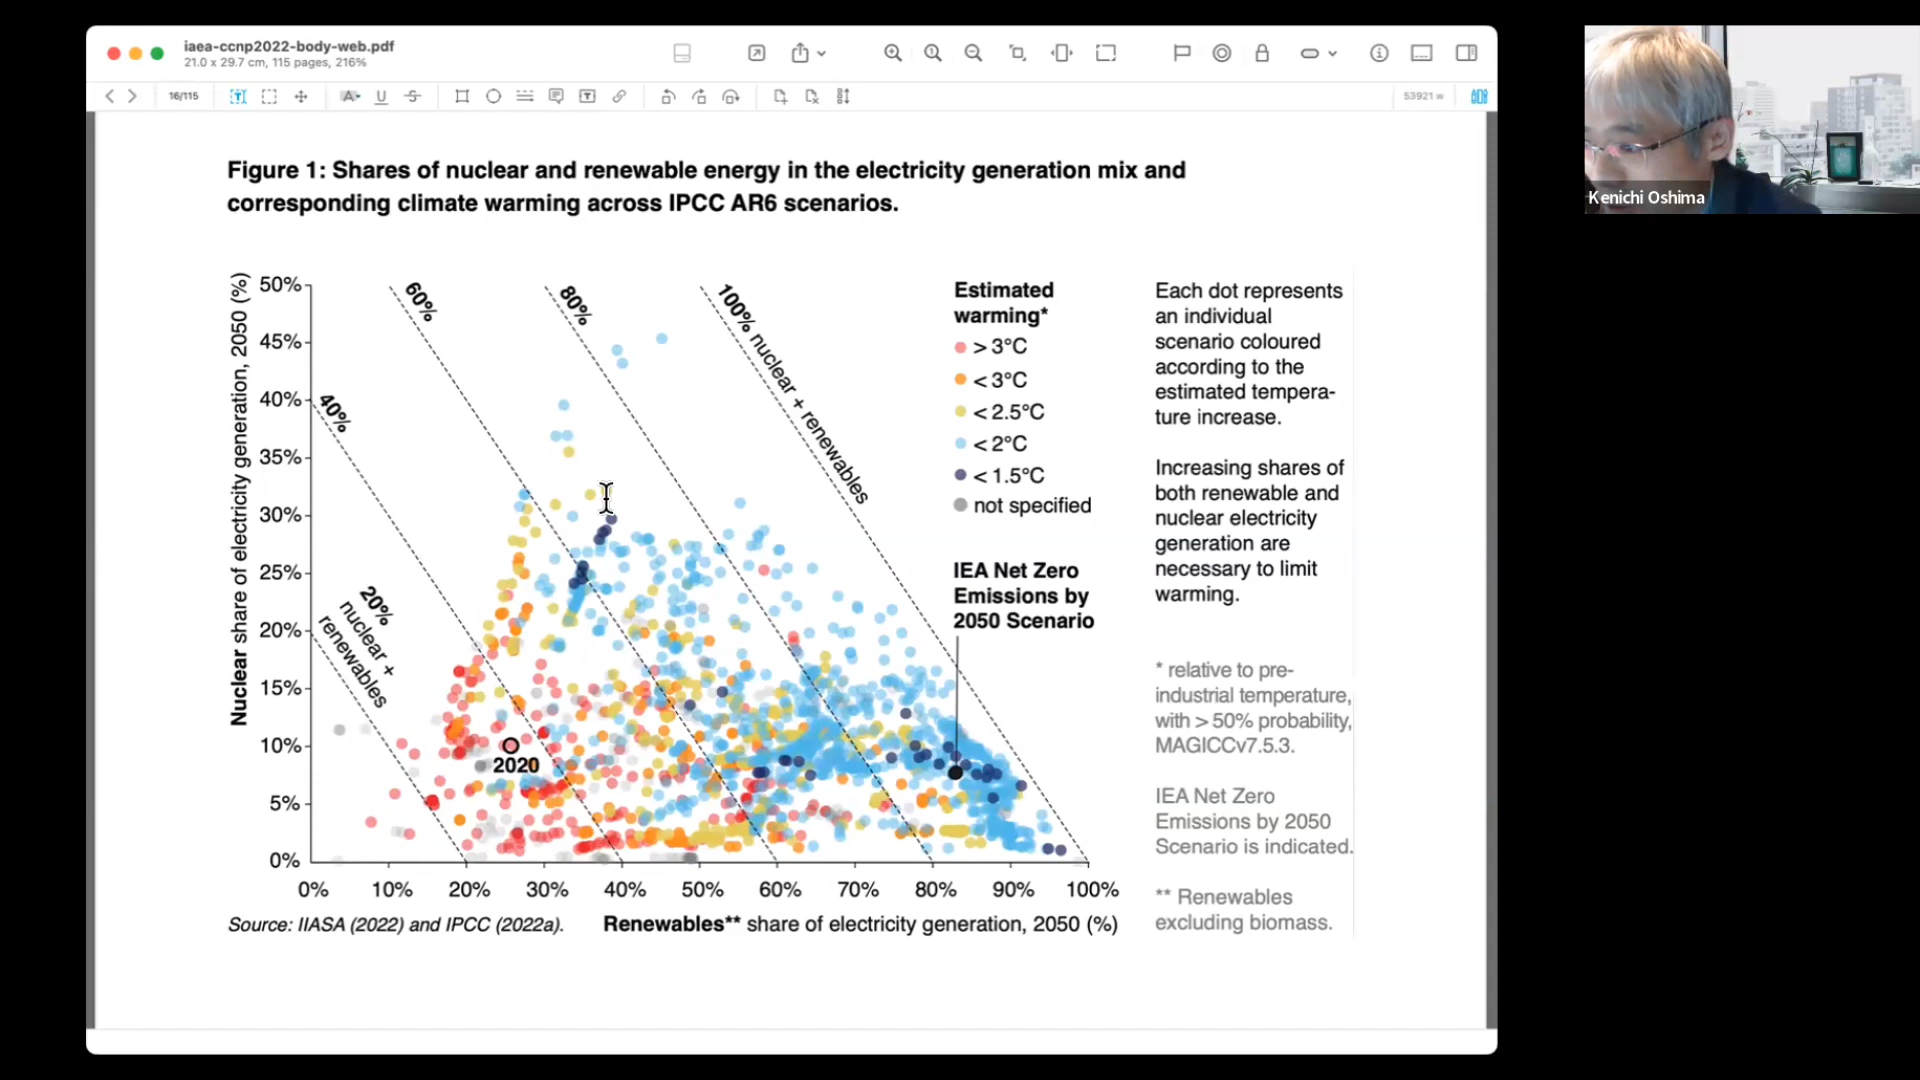 iaea-ccnp2022-body-web.pdf
21.0 x 29.7 cm, 115 pages, 216%
16/115
53921 w
Figure 1: Shares of nuclear and renewable energy in the electricity generation mix and
corresponding climate warming across IPCC AR6 scenarios.
Nuclear share of electricity generation, 2050 (%)
50%
45%
40%
35%
30%
25%
20%
15%
10%
5%
0%
40%
60%
80%
100% nuclear + renewables
20%
nuclear +
renewables
2020
Estimated
warming*
> 3°C
< 3°C
< 2.5°C
< 2°C
< 1.5°C
not specified
IEA Net Zero
Emissions by
2050 Scenario
0%
10%
20%
30%
40%
50%
60%
70%
80%
90%
100%
Source: IIASA (2022) and IPCC (2022a).
Renewables** share of electricity generation, 2050 (%)
Each dot represents
an individual
scenario coloured
according to the
estimated tempera-
ture increase.
Increasing shares of
both renewable and
nuclear electricity
generation are
necessary to limit
warming.
* relative to pre-
industrial temperature,
with > 50% probability,
MAGICCv7.5.3.
IEA Net Zero
Emissions by 2050
Scenario is indicated.
** Renewables
excluding biomass.
Kenichi Oshima